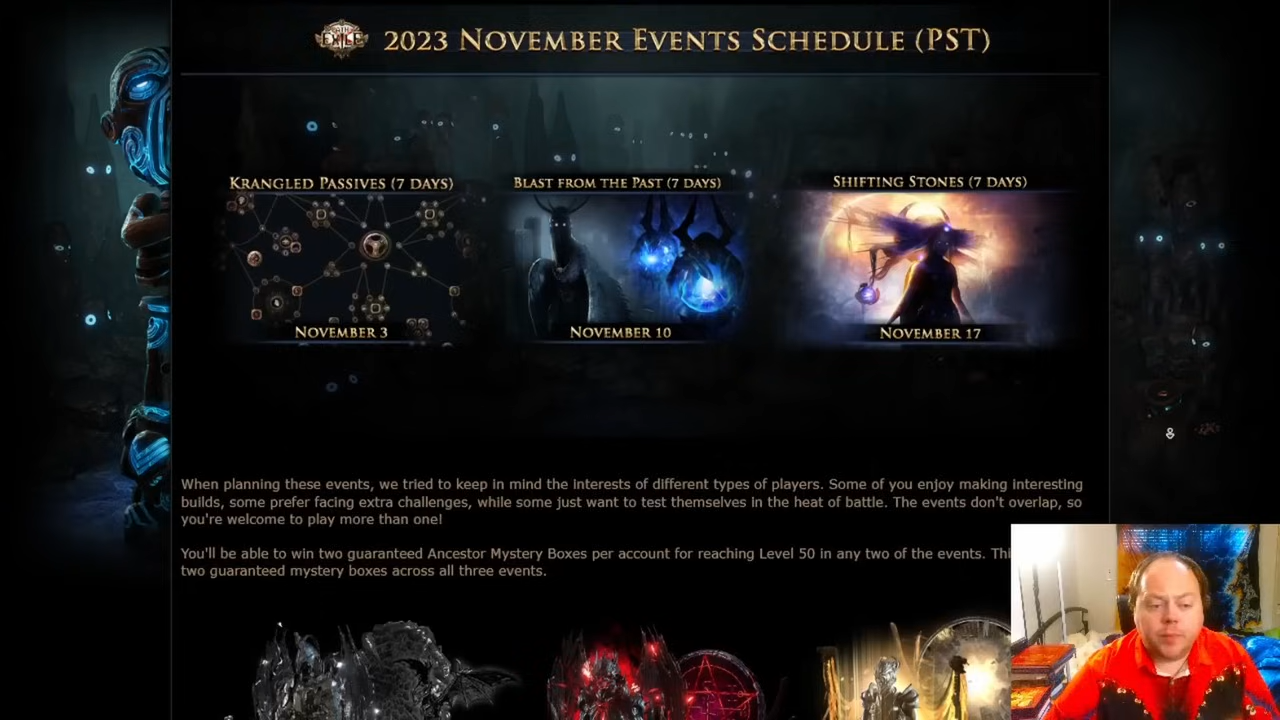 PATH OF EXILE
2023 NOVEMBER EVENTS SCHEDULE (PST)
KRANGLED PASSIVES (7 DAYS)
BLAST FROM THE PAST (7 DAYS)
SHIFTING STONES (7 DAYS)
NOVEMBER 3
NOVEMBER 10
NOVEMBER 17
When planning these events, we tried to keep in mind the interests of different types of players. Some of you enjoy making interesting
builds, some prefer facing extra challenges, while some just want to test themselves in the heat of battle. The events don't overlap, so
you're welcome to play more than one!
You'll be able to win two guaranteed Ancestor Mystery Boxes per account for reaching Level 50 in any two of the events.
two guaranteed mystery boxes across all three events.